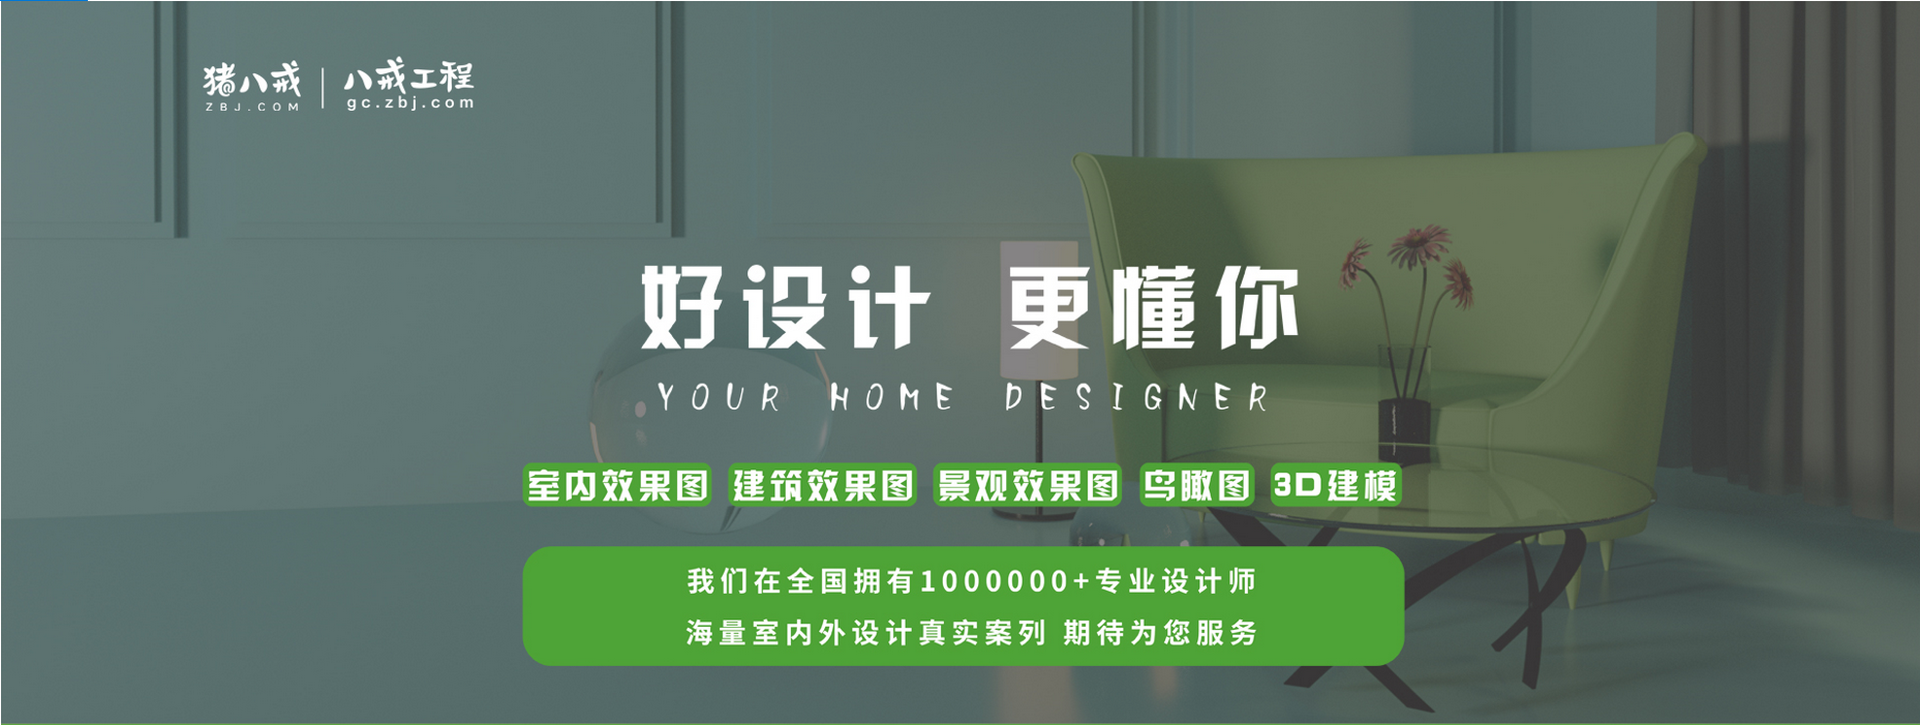 猪八戒 八戒工程
ZBJ.COM gc.zbj.com
好设计 更懂你
YOUR HOME DESIGNER
室内效果图 建筑效果图 景观效果图 鸟瞰图 3D建模
我们在全国拥有1000000+专业设计师
海量室内外设计真实案列 期待为您服务